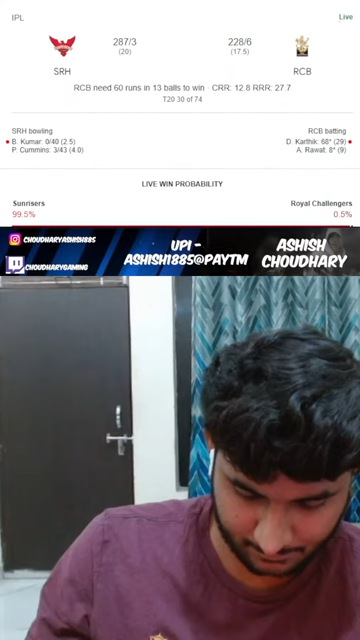 IPL
Live
287/3
(20)
228/6
(17.5)
SRH
RCB
RCB need 60 runs in 13 balls to win · CRR: 12.8 RRR: 27.7
T20 30 of 74
SRH bowling
RCB batting
B. Kumar: 0/40 (2.5)
D. Karthik: 68* (29)
P. Cummins: 3/43 (4.0)
A. Rawat: 8* (9)
LIVE WIN PROBABILITY
Sunrisers
Royal Challengers
99.5%
0.5%
CHOUDHARYASHISH885
CHOUDHARYGAMING
UPI -
ASHISH1885@PAYTM
ASHISH
CHOUDHARY